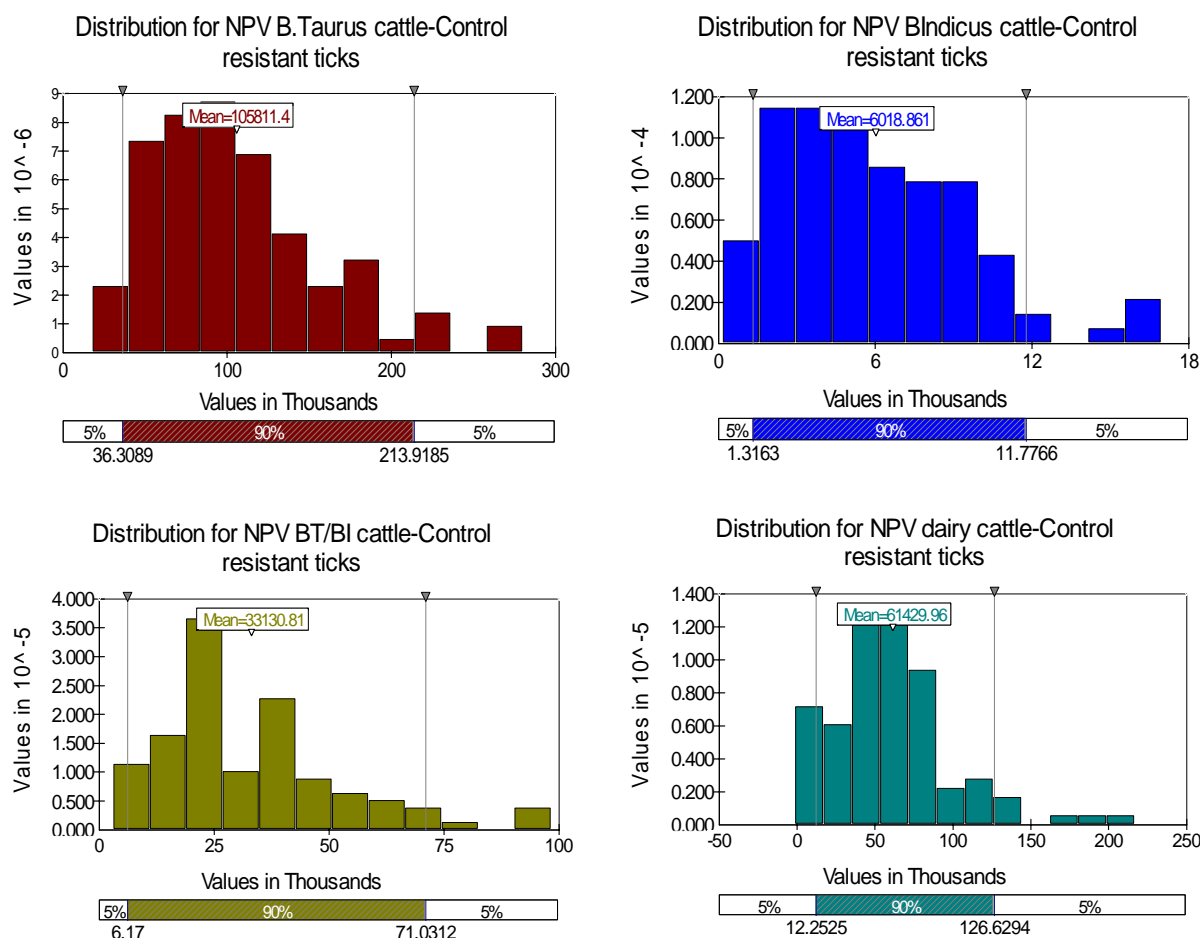 Distribution for NPV B.Taurus cattle-Control
resistant ticks
Values in 10^ -6
9
8
7
6
5
4
3
2
1
0
Mean=105811.4
0 100 200 300
Values in Thousands
5% 90% 5%
36.3089 213.9185
Distribution for NPV BIndicus cattle-Control
resistant ticks
Values in 10^ -4
1.200
1.000
0.800
0.600
0.400
0.200
0.000
Mean=6018.861
0 6 12 18
Values in Thousands
5% 90% 5%
1.3163 11.7766
Distribution for NPV BT/BI cattle-Control
resistant ticks
Values in 10^ -5
4.000
3.500
3.000
2.500
2.000
1.500
1.000
0.500
0.000
Mean=33130.81
0 25 50 75 100
Values in Thousands
5% 90% 5%
6.17 71.0312
Distribution for NPV dairy cattle-Control
resistant ticks
Values in 10^ -5
1.400
1.200
1.000
0.800
0.600
0.400
0.200
0.000
Mean=61429.96
-50 0 50 100 150 200 250
Values in Thousands
5% 90% 5%
12.2525 126.6294